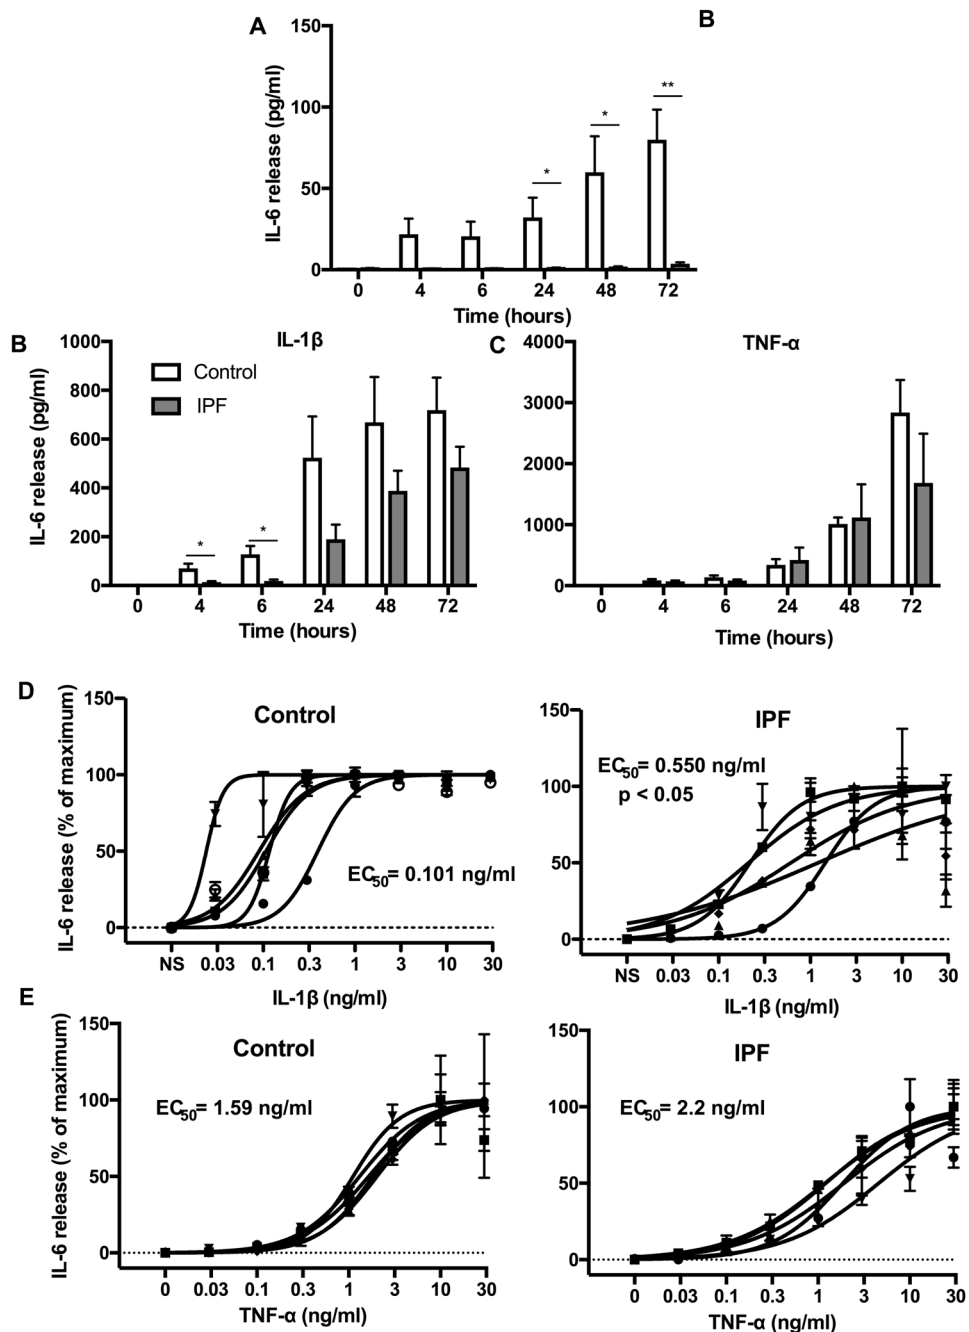 A
B
IL-6 release (pg/ml)
150
100
50
0
*
*
**
0 4 6 24 48 72
Time (hours)
B
IL-1β
IL-6 release (pg/ml)
1000
800
600
400
200
0
Control
IPF
*
*
0 4 6 24 48 72
Time (hours)
C
TNF-α
4000
3000
2000
1000
0
0 4 6 24 48 72
Time (hours)
D
IL-6 release (% of maximum)
150
100
50
0
Control
EC50= 0.101 ng/ml
NS 0.03 0.1 0.3 1 3 10 30
IL-1β (ng/ml)
150
100
50
0
IPF
EC50= 0.550 ng/ml
p < 0.05
NS 0.03 0.1 0.3 1 3 10 30
IL-1β (ng/ml)
E
IL-6 release (% of maximum)
150
100
50
0
Control
EC50= 1.59 ng/ml
0 0.03 0.1 0.3 1 3 10 30
TNF-α (ng/ml)
150
100
50
0
IPF
EC50= 2.2 ng/ml
0 0.03 0.1 0.3 1 3 10 30
TNF-α (ng/ml)